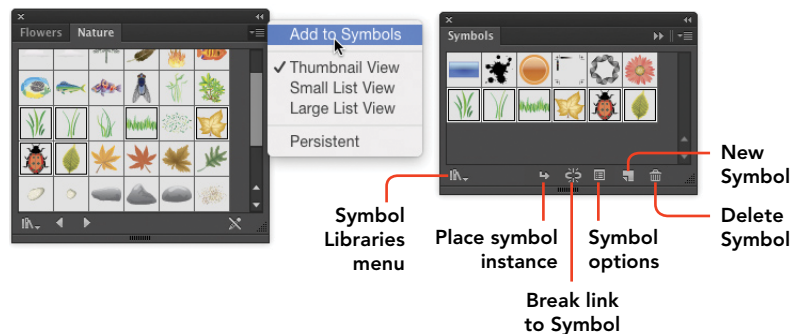 Flowers Nature
Add to Symbols
✓ Thumbnail View
Small List View
Large List View
Persistent
Symbols
New
Symbol
Delete
Symbol
Symbol
Libraries
menu
Place symbol
instance
Symbol
options
Break link
to Symbol